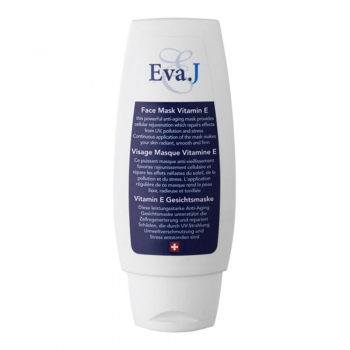 E
Eva.J
Face Mask Vitamin E
this powerful anti-aging mask provides
cellular rejuvenation which repairs effects
from UV, pollution and stress.
Continuous application of the mask makes
your skin radiant, smooth and firm
Visage Masque Vitamine E
Ce puissant masque anti-vieillissement
favorise rajeunissement cellulaire et
répare les effets néfastes du soleil, de la
pollution et du stress. L'application
régulière de ce masque rend la peau
lisse, radieuse et tonifiée
Vitamin E Gesichtsmaske
Diese leistungsstarke Anti-Aging
Gesichtsmaske unterstützt die
Zellregenerierung und repariert
Schäden, die durch UV-Strahlung,
Umweltverschmutzung und
Stress entstanden sind